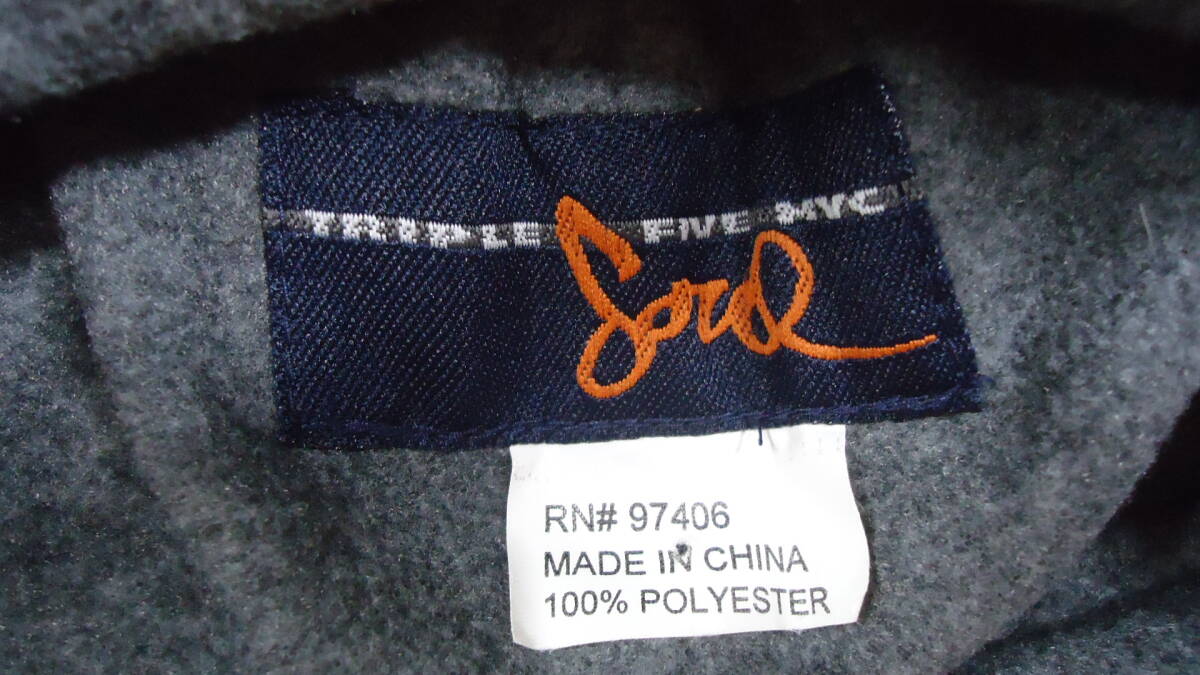 TRIPLE FIVE NYC
Soul
RN# 97406
MADE IN CHINA
100% POLYESTER